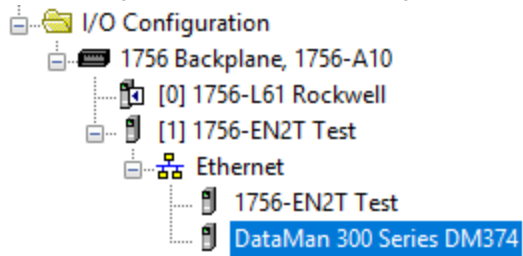 I/O Configuration
1756 Backplane, 1756-A10
[0] 1756-L61 Rockwell
[1] 1756-EN2T Test
Ethernet
1756-EN2T Test
DataMan 300 Series DM374